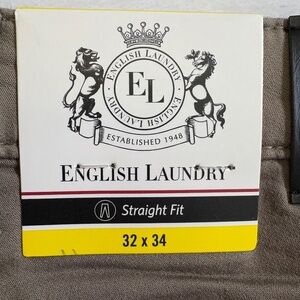 ENGLISH LAUNDRY
ENGLISH LAUNDRY
EL
ESTABLISHED 1948
ENGLISH LAUNDRY
Straight Fit
32 x 34